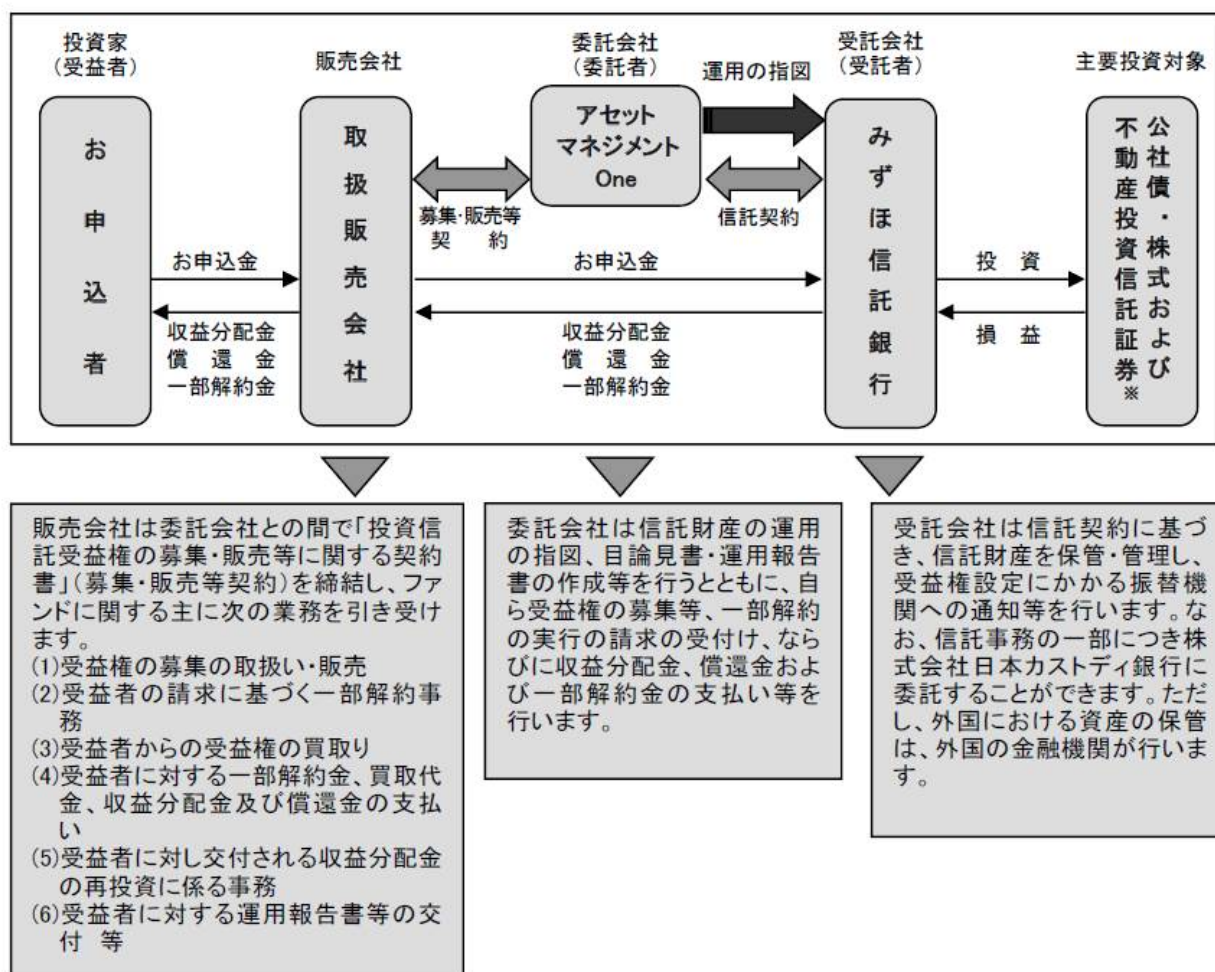 投資家
（受益者）
販売会社
委託会社
（委託者）
運用の指図
受託会社
（受託者）
主要投資対象
お申込者
取扱販売会社
アセット
マネジメント
One
みずほ信託銀行
公社債・株式および
不動産投資信託証券※
募集・販売等
契　約
信託契約
お申込金
お申込金
投　資
収益分配金
償　還　金
一部解約金
収益分配金
償　還　金
一部解約金
損　益
販売会社は委託会社との間で「投資信
託受益権の募集・販売等に関する契約
書」（募集・販売等契約）を締結し、ファ
ンドに関する主に次の業務を引き受け
ます。
(1)受益権の募集の取扱い・販売
(2)受益者の請求に基づく一部解約事
務
(3)受益者からの受益権の買取り
(4)受益者に対する一部解約金、買取代
金、収益分配金及び償還金の支払
い
(5)受益者に対し交付される収益分配金
の再投資に係る事務
(6)受益者に対する運用報告書等の交
付　等
委託会社は信託財産の運用
の指図、目論見書・運用報告
書の作成等を行うとともに、自
ら受益権の募集等、一部解約
の実行の請求の受付け、なら
びに収益分配金、償還金およ
び一部解約金の支払い等を
行います。
受託会社は信託契約に基づ
き、信託財産を保管・管理し、
受益権設定にかかる振替機
関への通知等を行います。な
お、信託事務の一部につき株
式会社日本カストディ銀行に
委託することができます。ただ
し、外国における資産の保管
は、外国の金融機関が行いま
す。